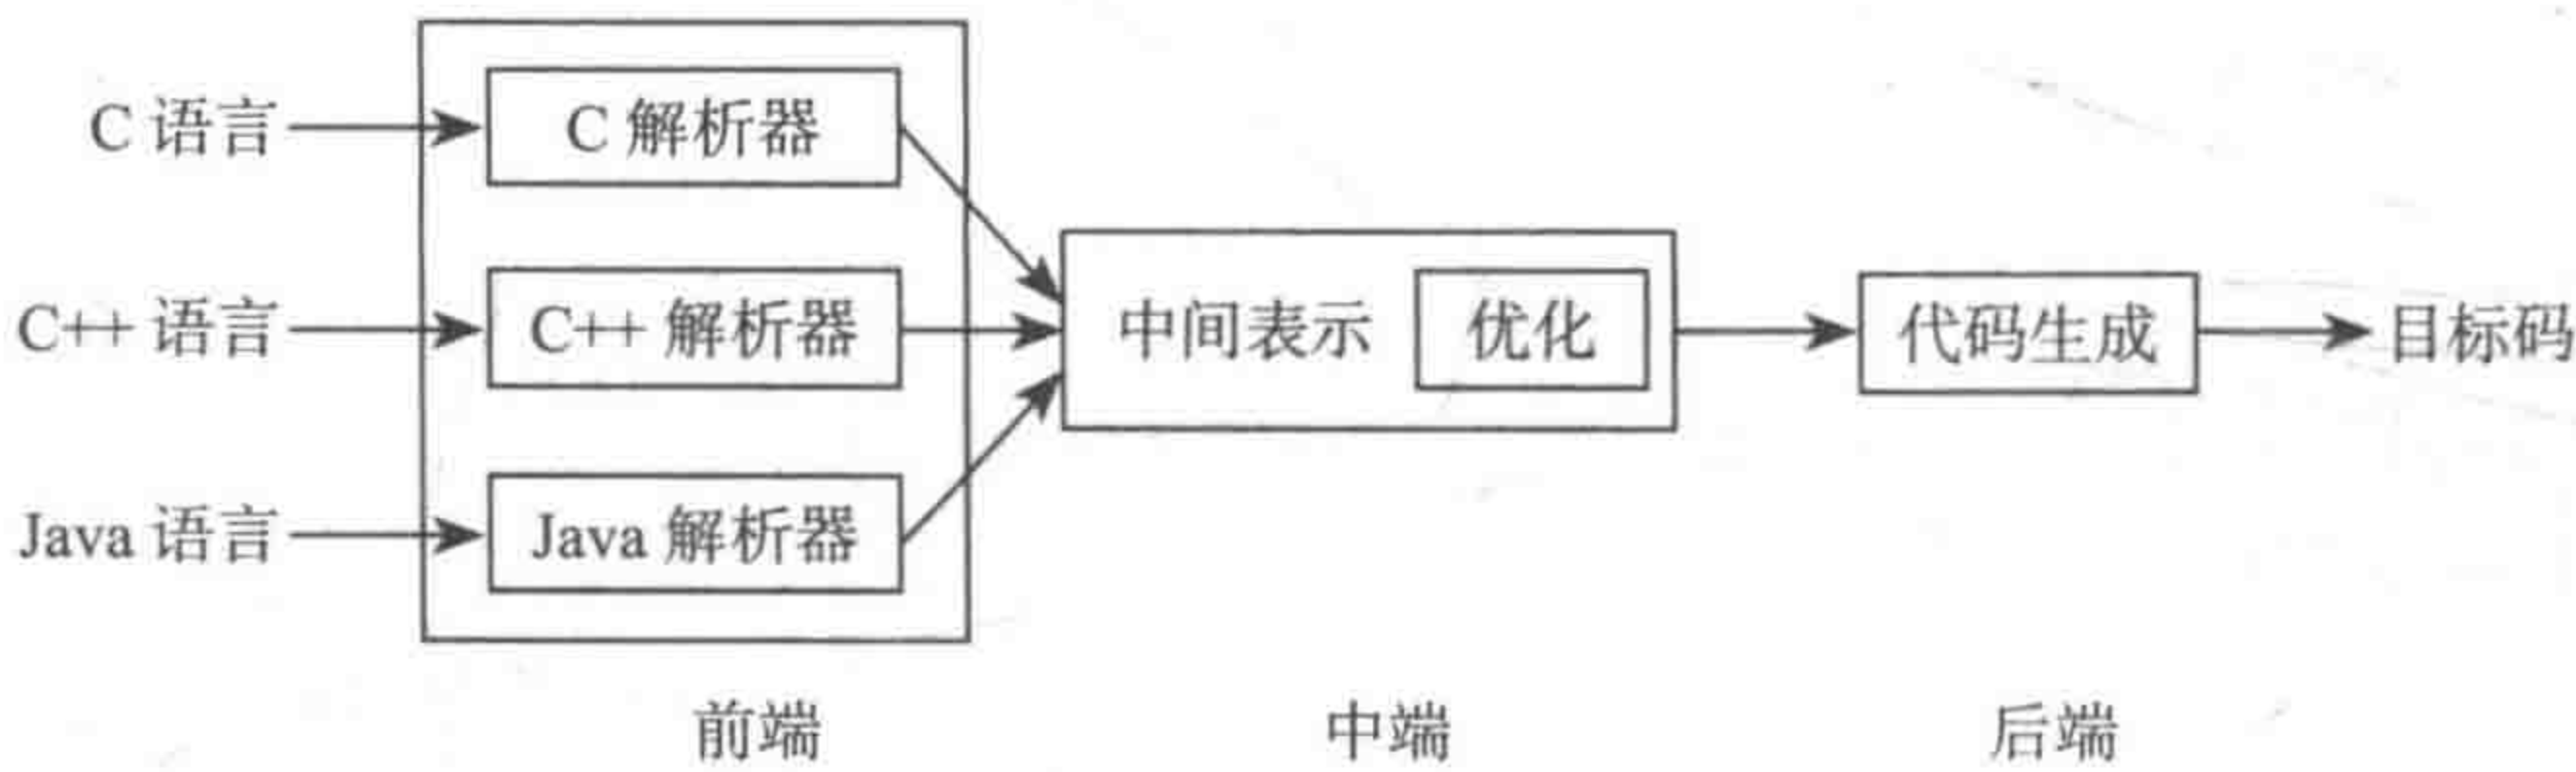 C 语言
C 解析器
C++ 语言
C++ 解析器
中间表示
优化
代码生成
目标码
Java 语言
Java 解析器
前端
中端
后端